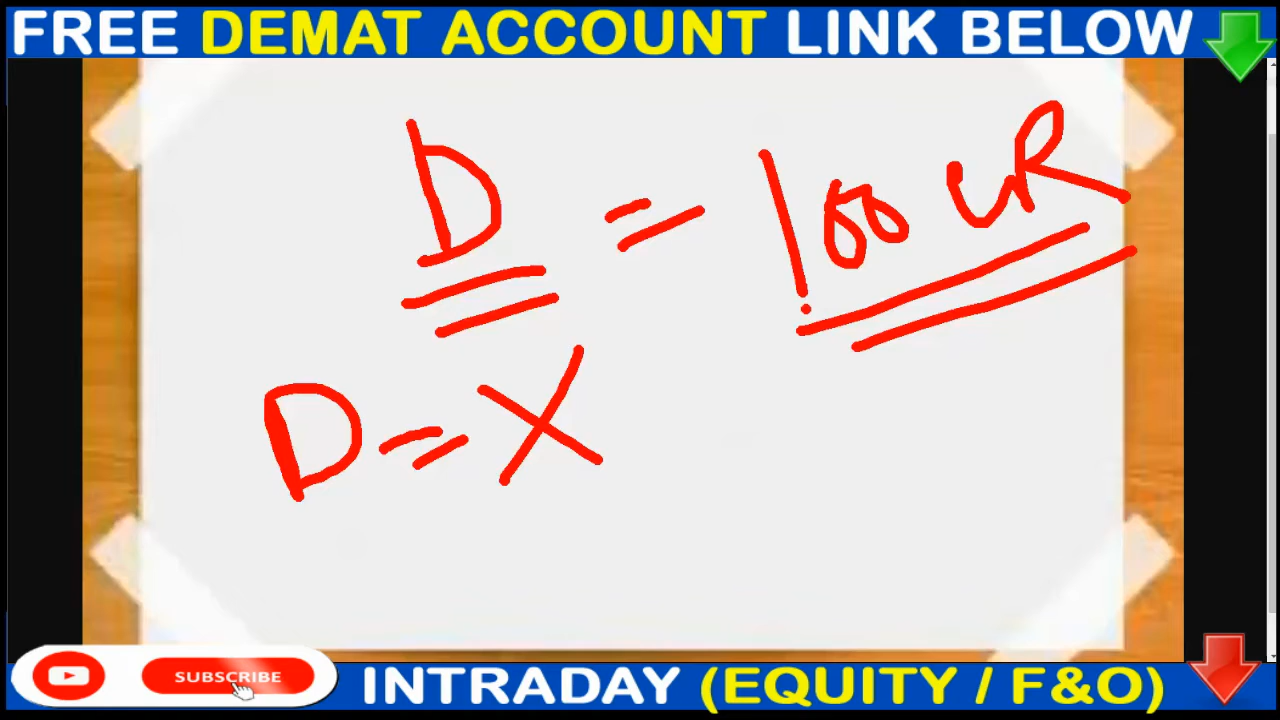 FREE DEMAT ACCOUNT LINK BELOW
D = 100 CR
D = X
SUBSCRIBE
INTRADAY (EQUITY / F&O)